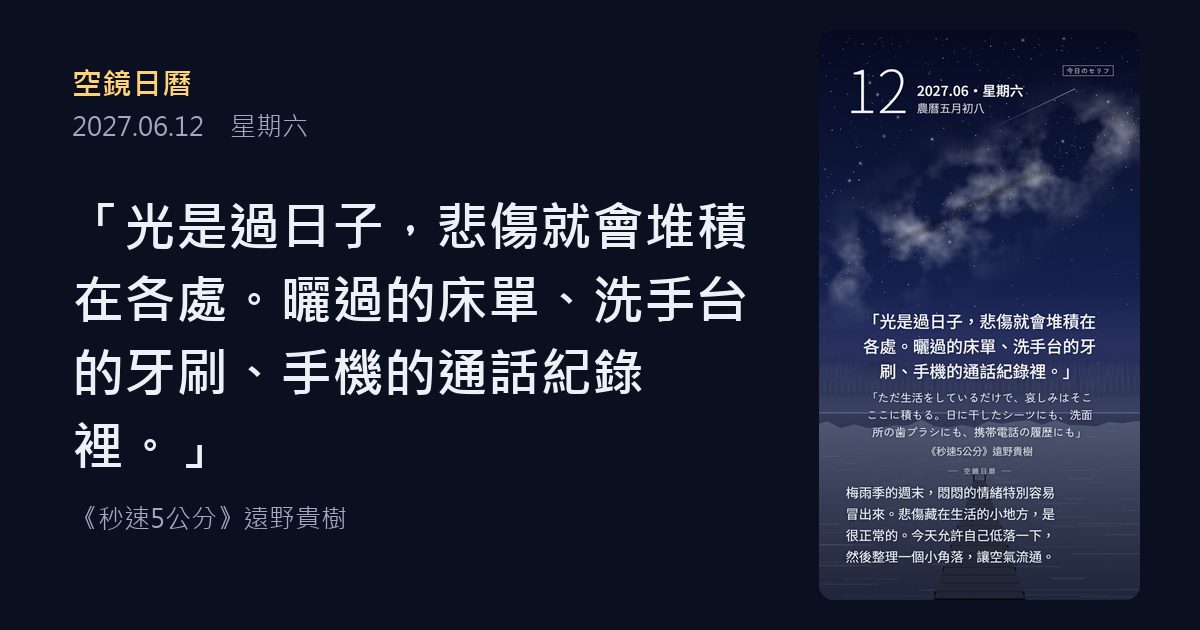 空鏡日曆
2027.06.12 星期六
「光是過日子，悲傷就會堆積
在各處。曬過的床單、洗手台
的牙刷、手機的通話紀錄
裡。」
《秒速5公分》遠野貴樹
今日のセリフ
12
2027.06・星期六
農曆五月初八
「光是過日子，悲傷就會堆積在
各處。曬過的床單、洗手台的牙
刷、手機的通話紀錄裡。」
「ただ生活をしているだけで、哀しみはそこ
ここに積もる。日に干したシーツにも、洗面
所の歯ブラシにも、携帯電話の履歴にも」
《秒速5公分》遠野貴樹
— 空鏡日曆 —
梅雨季的週末，悶悶的情緒特別容易
冒出來。悲傷藏在生活的小地方，是
很正常的。今天允許自己低落一下，
然後整理一個小角落，讓空氣流通。